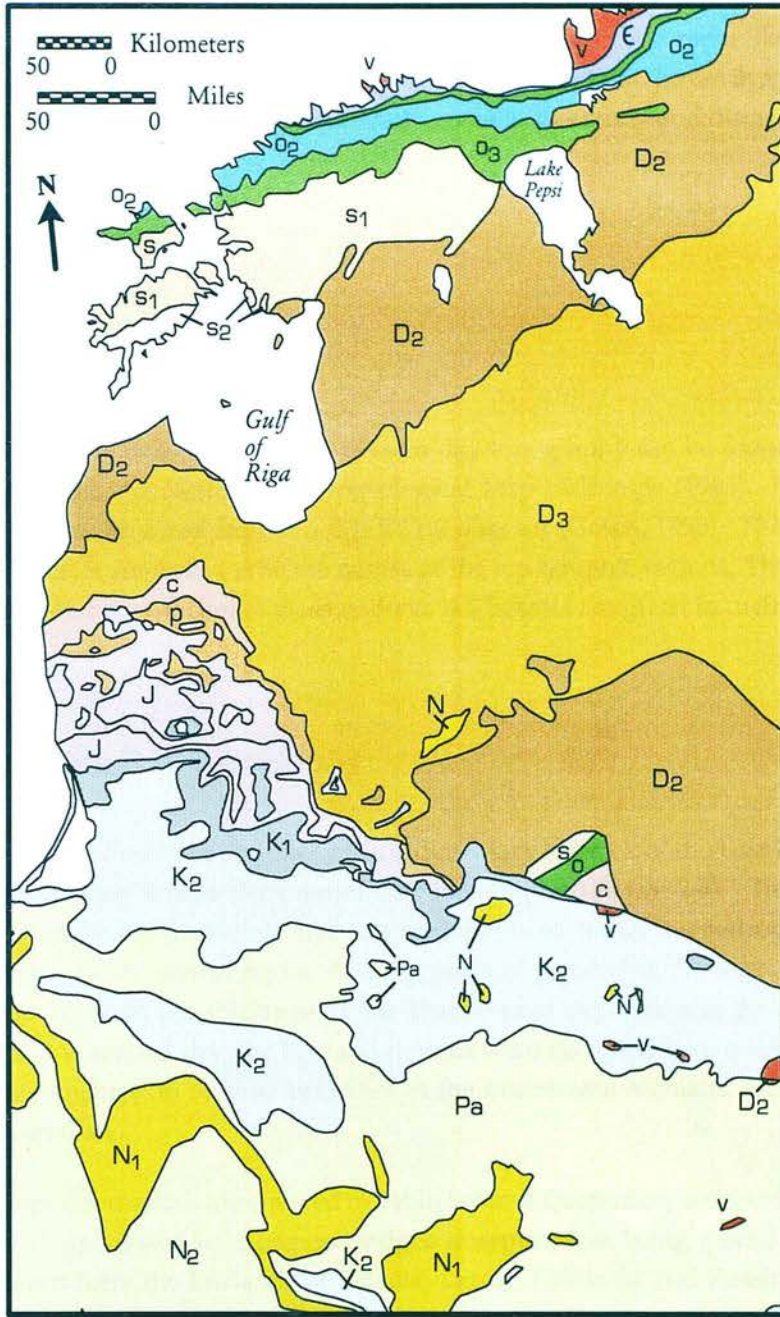 Kilometers
50 0
Miles
50 0
V
V
Є
O2
N
O2
O3
D2
Lake
Pepsi
O2
S1
S
S1
S2
D2
Gulf
of
Riga
D2
D3
C
P
J
N
J
D2
K1
K2
S
O
C
V
Pa
N
K2
N
V
K2
Pa
D2
N1
V
N2
K2
N1